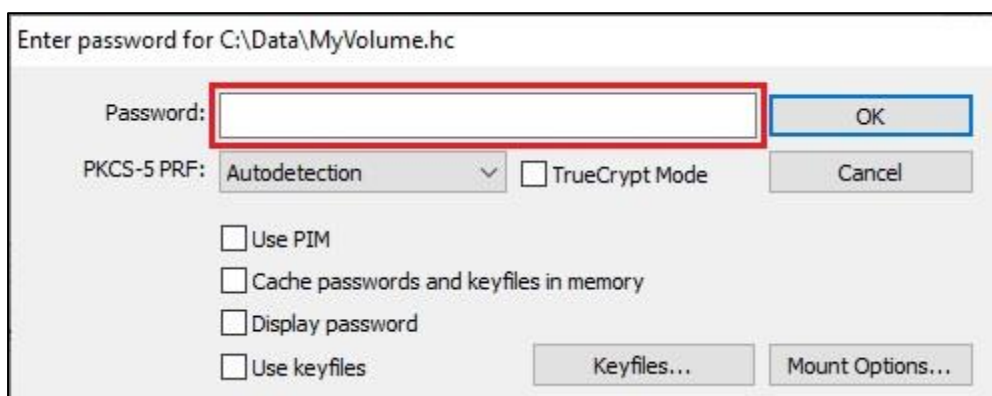 Enter password for C:\Data\MyVolume.hc
Password:
OK
PKCS-5 PRF: Autodetection TrueCrypt Mode Cancel
Use PIM
Cache passwords and keyfiles in memory
Display password
Use keyfiles Keyfiles... Mount Options...